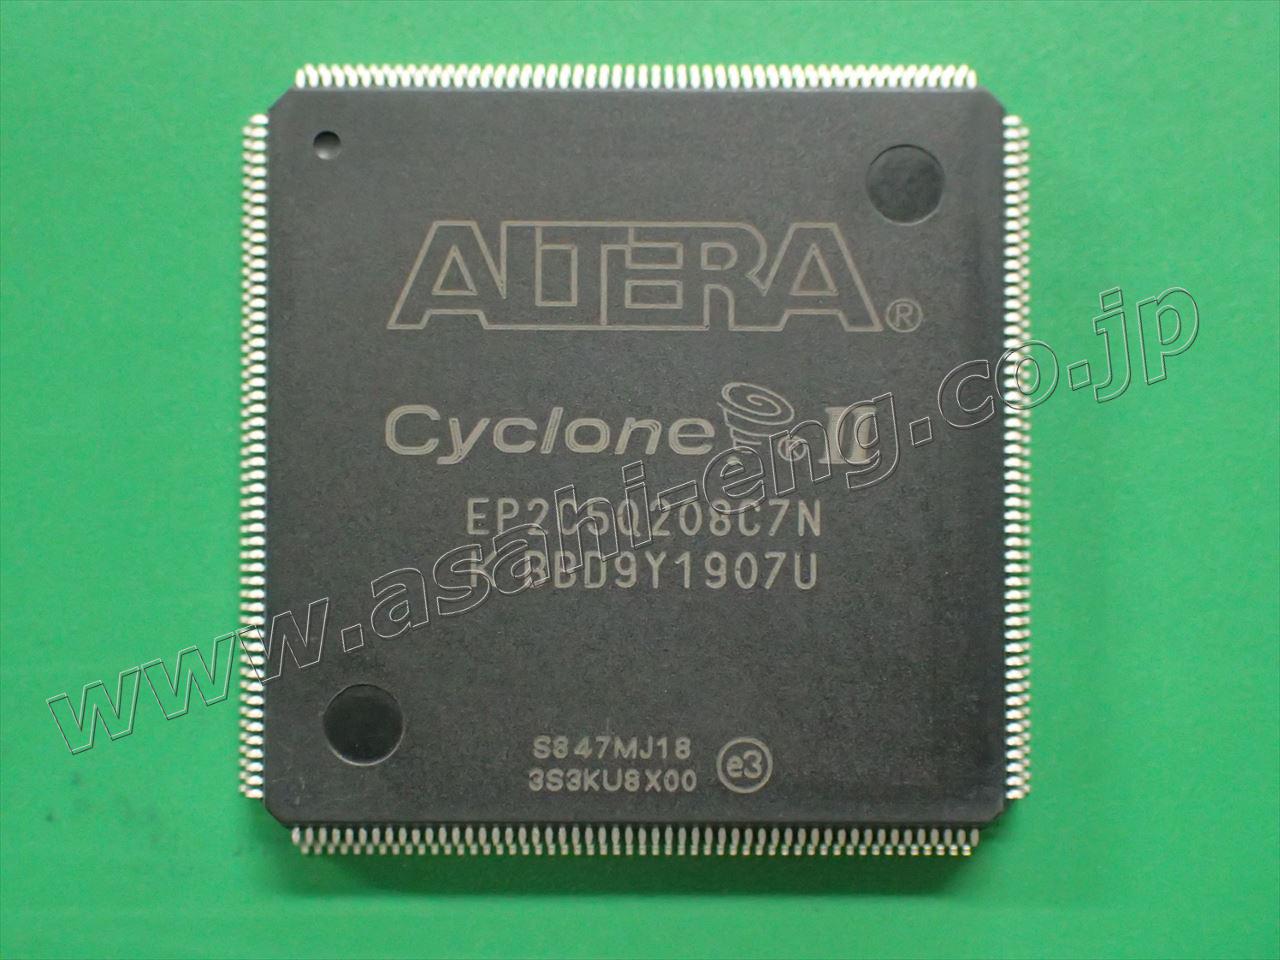 ALTERA®
Cyclone® II
EP2C5Q208C7N
BBD9Y1907U
S847MJ18
3S3KU8X00 e3
www.asahi-eng.co.jp